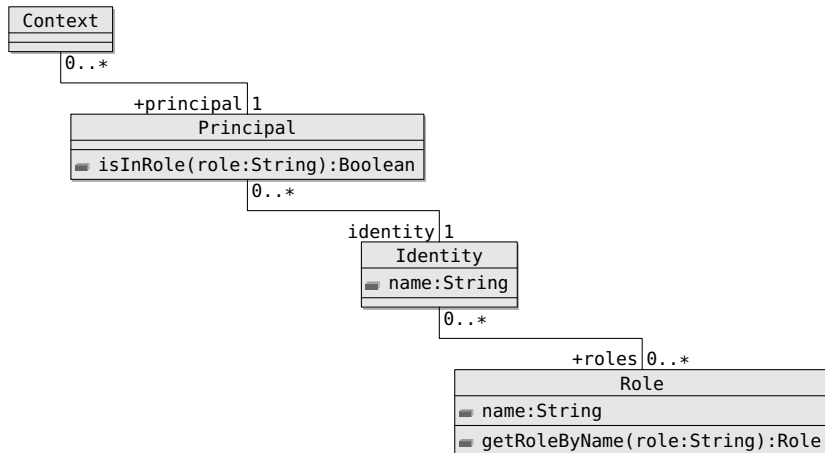 Context
0..*
+principal 1
Principal
isInRole(role:String):Boolean
0..*
identity 1
Identity
name:String
0..*
+roles 0..*
Role
name:String
getRoleByName(role:String):Role